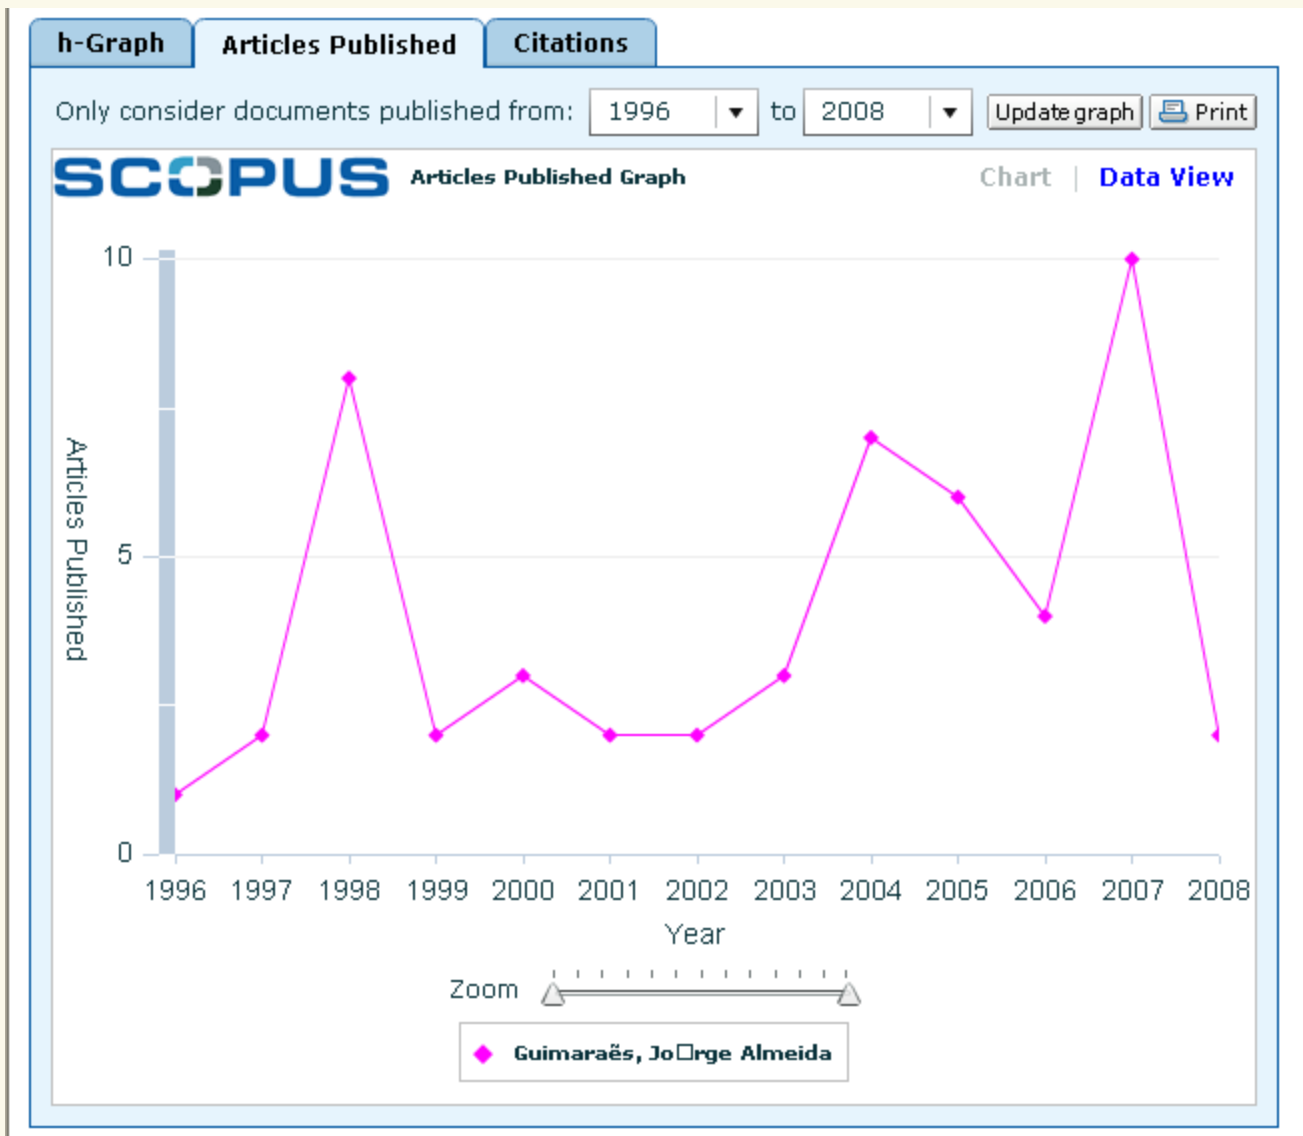 h-Graph Articles Published Citations
Only consider documents published from: 1996 to 2008 Update graph Print
SCOPUS Articles Published Graph Chart | Data View
10
5
0
Articles Published
1996 1997 1998 1999 2000 2001 2002 2003 2004 2005 2006 2007 2008
Year
Zoom
Guimaraẽs, Jo□rge Almeida